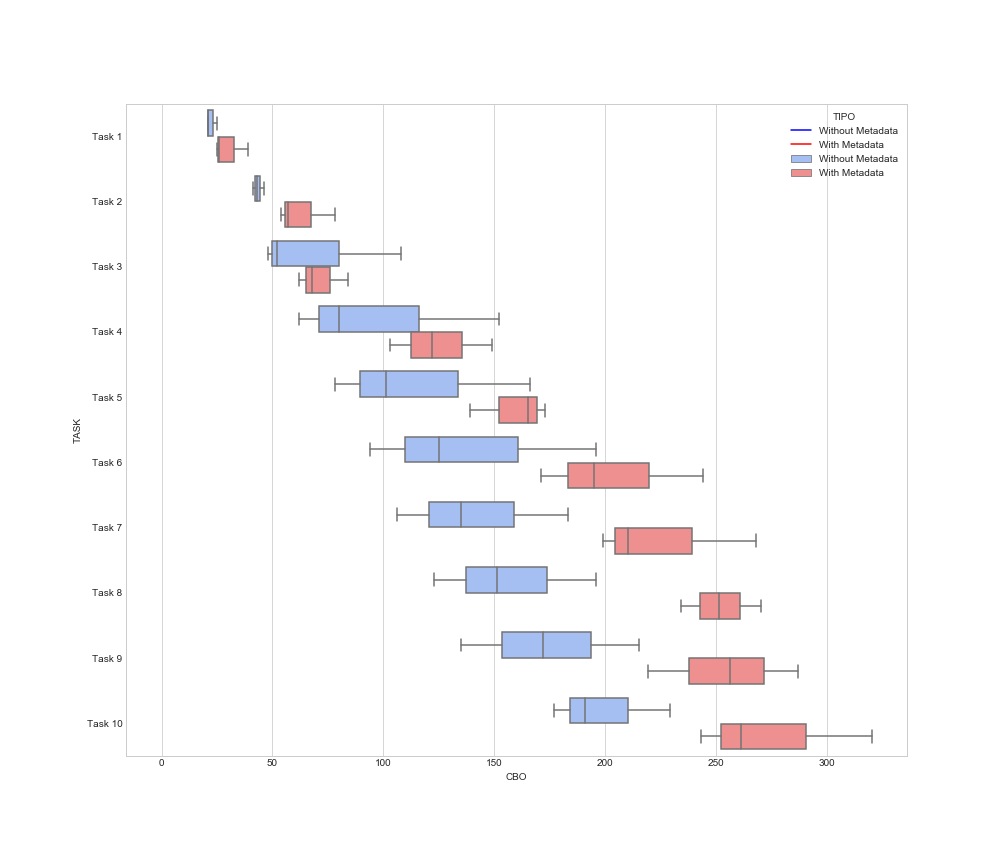 TIPO
Without Metadata
With Metadata
Without Metadata
With Metadata
Task 1
Task 2
Task 3
Task 4
Task 5
TASK
Task 6
Task 7
Task 8
Task 9
Task 10
0 50 100 150 200 250 300
CBO